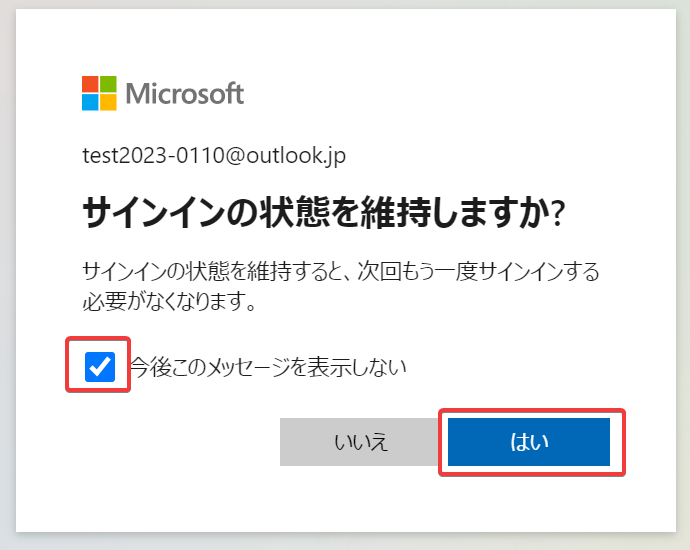 Microsoft
test2023-0110@outlook.jp
サインインの状態を維持しますか?
サインインの状態を維持すると、次回もう一度サインインする
必要がなくなります。
今後このメッセージを表示しない
いいえ
はい